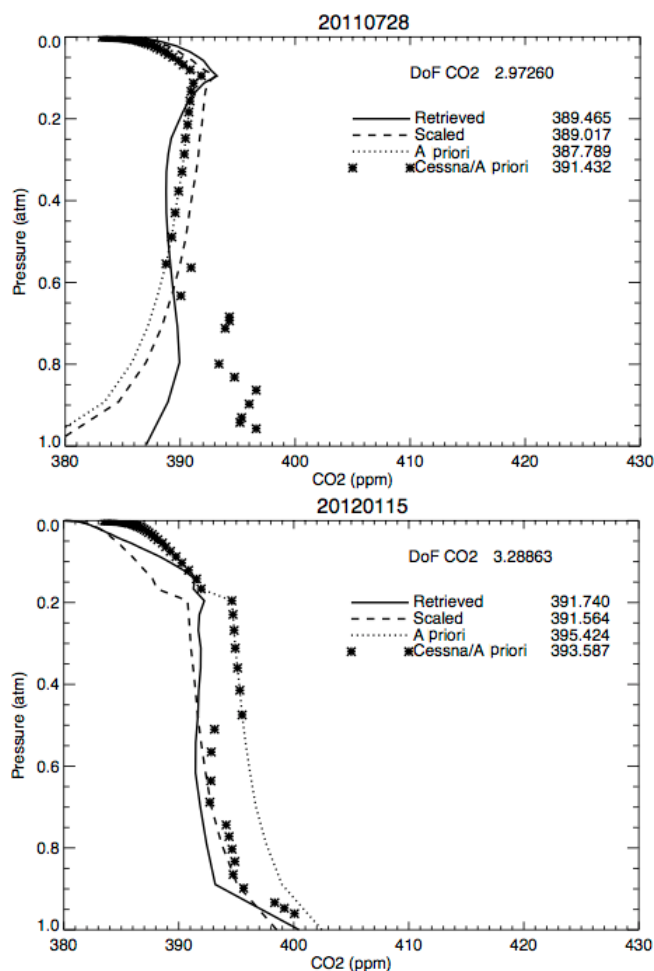 20110728
0.0
DoF CO2 2.97260
Retrieved 389.465
Scaled 389.017
A priori 387.789
Cessna/A priori 391.432
0.2
0.4
Pressure (atm)
0.6
0.8
1.0
380 390 400 410 420 430
CO2 (ppm)
20120115
0.0
DoF CO2 3.28863
Retrieved 391.740
Scaled 391.564
A priori 395.424
Cessna/A priori 393.587
0.2
0.4
Pressure (atm)
0.6
0.8
1.0
380 390 400 410 420 430
CO2 (ppm)